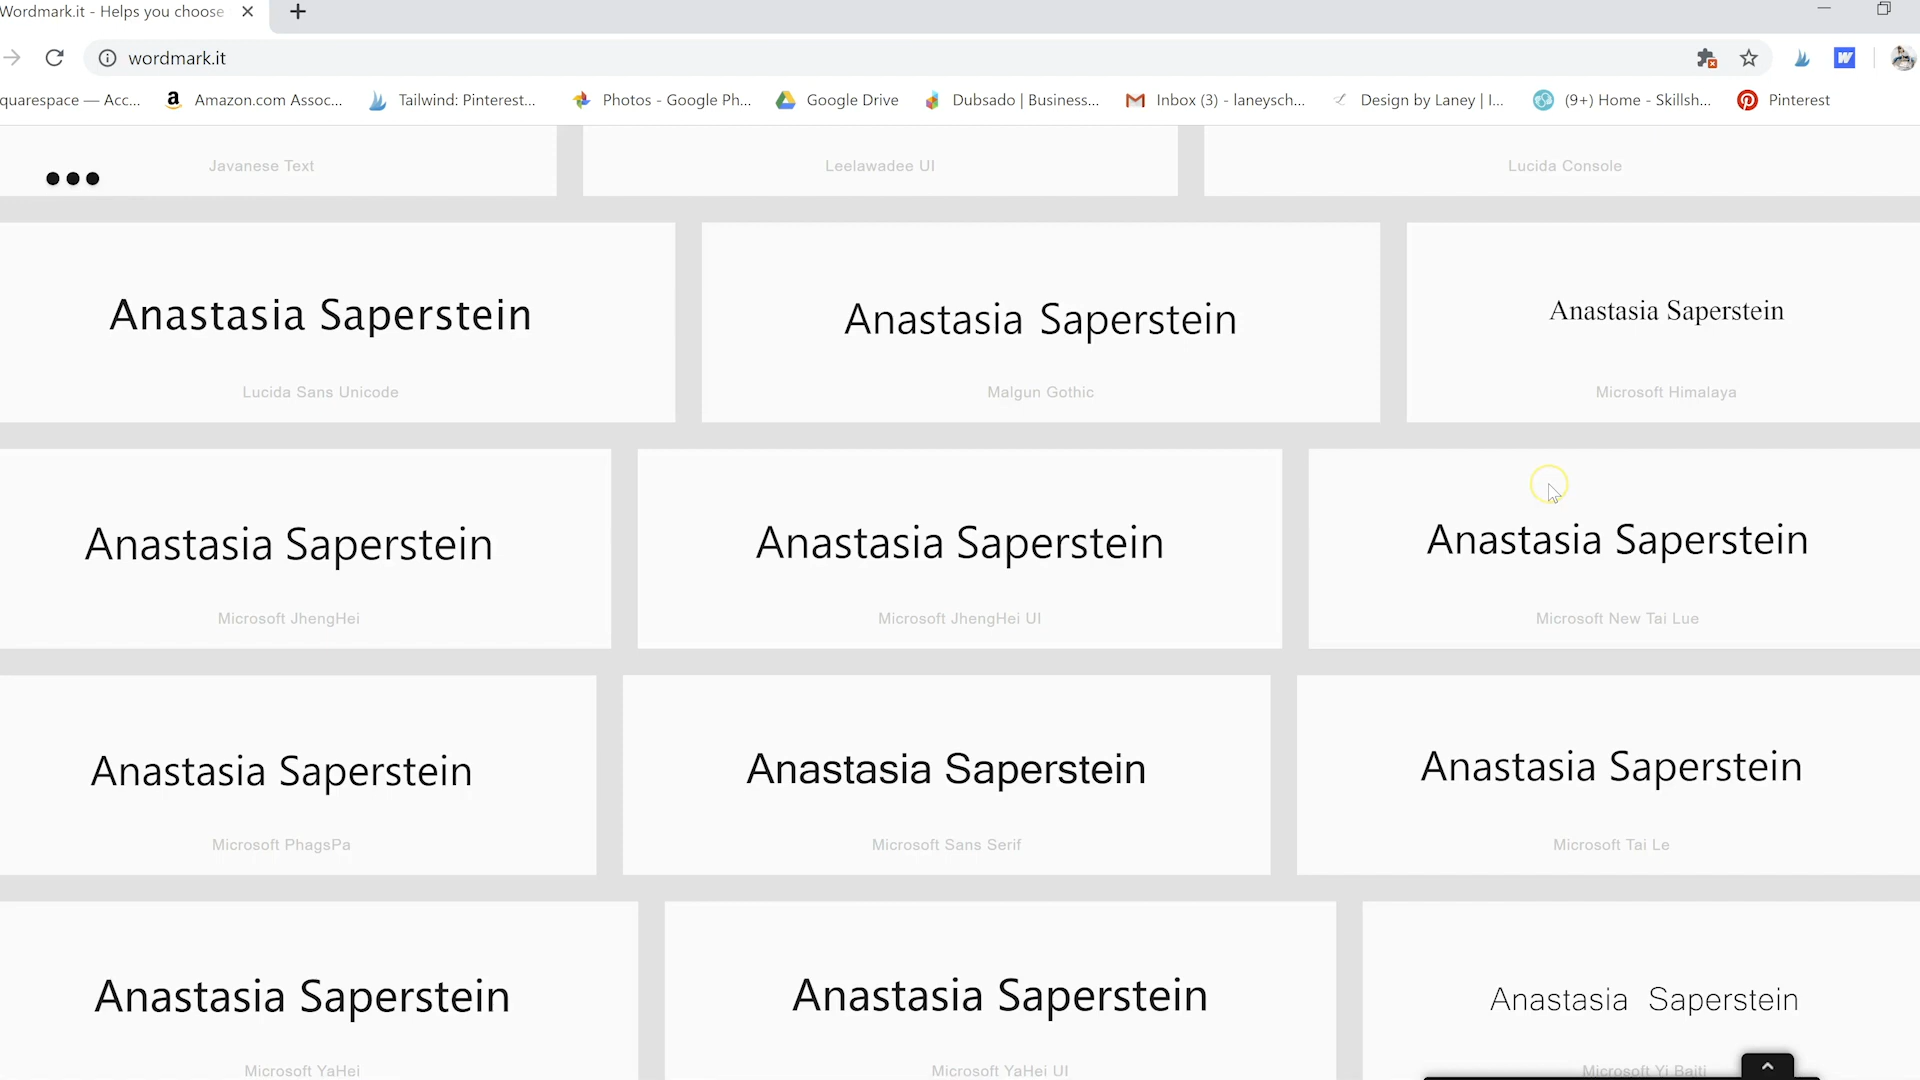 Wordmark.it - Helps you choose
wordmark.it
quarespace — Acc...
Amazon.com Assoc...
Tailwind: Pinterest...
Photos - Google Ph...
Google Drive
Dubsado | Business...
Inbox (3) - laneysch...
Design by Laney | I...
(9+) Home - Skillsh...
Pinterest
Javanese Text
Leelawadee UI
Lucida Console
Anastasia Saperstein
Lucida Sans Unicode
Anastasia Saperstein
Malgun Gothic
Anastasia Saperstein
Microsoft Himalaya
Anastasia Saperstein
Microsoft JhengHei
Anastasia Saperstein
Microsoft JhengHei UI
Anastasia Saperstein
Microsoft New Tai Lue
Anastasia Saperstein
Microsoft PhagsPa
Anastasia Saperstein
Microsoft Sans Serif
Anastasia Saperstein
Microsoft Tai Le
Anastasia Saperstein
Microsoft YaHei
Anastasia Saperstein
Microsoft YaHei UI
Anastasia Saperstein
Microsoft Yi Baiti